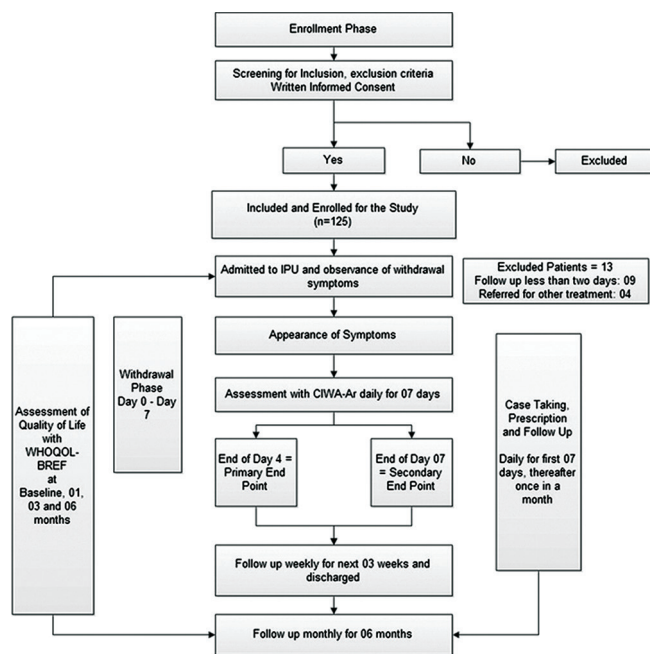 Enrollment Phase
Screening for Inclusion, exclusion criteria
Written Informed Consent
Yes
No
Excluded
Included and Enrolled for the Study
(n=125)
Admitted to IPU and observance of withdrawal
symptoms
Excluded Patients = 13
Follow up less than two days: 09
Referred for other treatment: 04
Appearance of Symptoms
Assessment of
Quality of Life
with
WHOQOL-
BREF
at
Baseline, 01,
03 and 06
months
Withdrawal
Phase
Day 0 - Day
7
Assessment with CIWA-Ar daily for 07 days
Case Taking,
Prescription
and Follow Up
Daily for first 07
days, thereafter
once in a
month
End of Day 4 =
Primary End
Point
End of Day 07
= Secondary
End Point
Follow up weekly for next 03 weeks and
discharged
Follow up monthly for 06 months